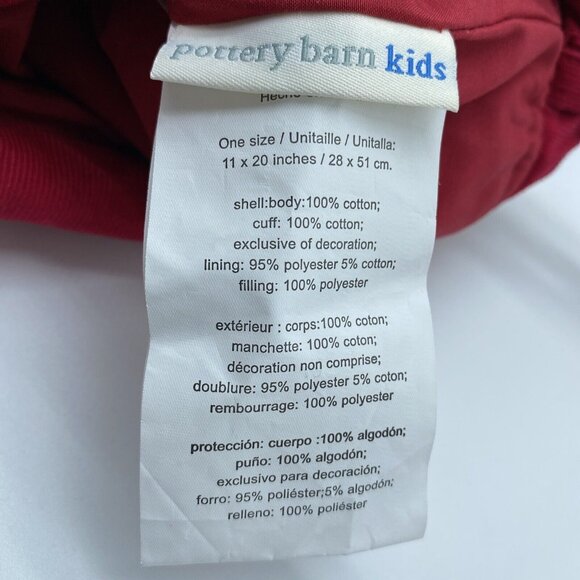 pottery barn kids
One size / Unitaille / Unitalla:
11 x 20 inches / 28 x 51 cm.
shell:body:100% cotton;
cuff: 100% cotton;
exclusive of decoration;
lining: 95% polyester 5% cotton;
filling: 100% polyester
extérieur : corps:100% coton;
manchette: 100% coton;
décoration non comprise;
doublure: 95% polyester 5% coton;
rembourrage: 100% polyester
protección: cuerpo :100% algodón;
puño: 100% algodón;
exclusivo para decoración;
forro: 95% poliéster;5% algodón;
relleno: 100% poliéster